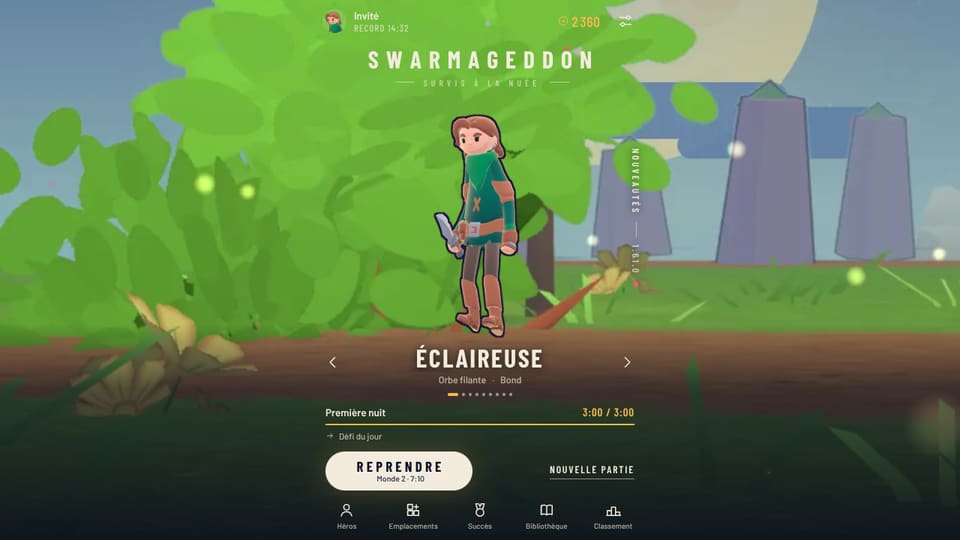 Invité
RECORD 14:32
2 360
SWARMAGEDDON
SURVIS À LA NUÉE
NOUVEAUTÉS — 1.61.0
ÉCLAIREUSE
Orbe filante · Bond
Première nuit
3:00 / 3:00
→ Défi du jour
REPRENDRE
Monde 2 · 7:10
NOUVELLE PARTIE
Héros
Emplacements
Succès
Bibliothèque
Classement